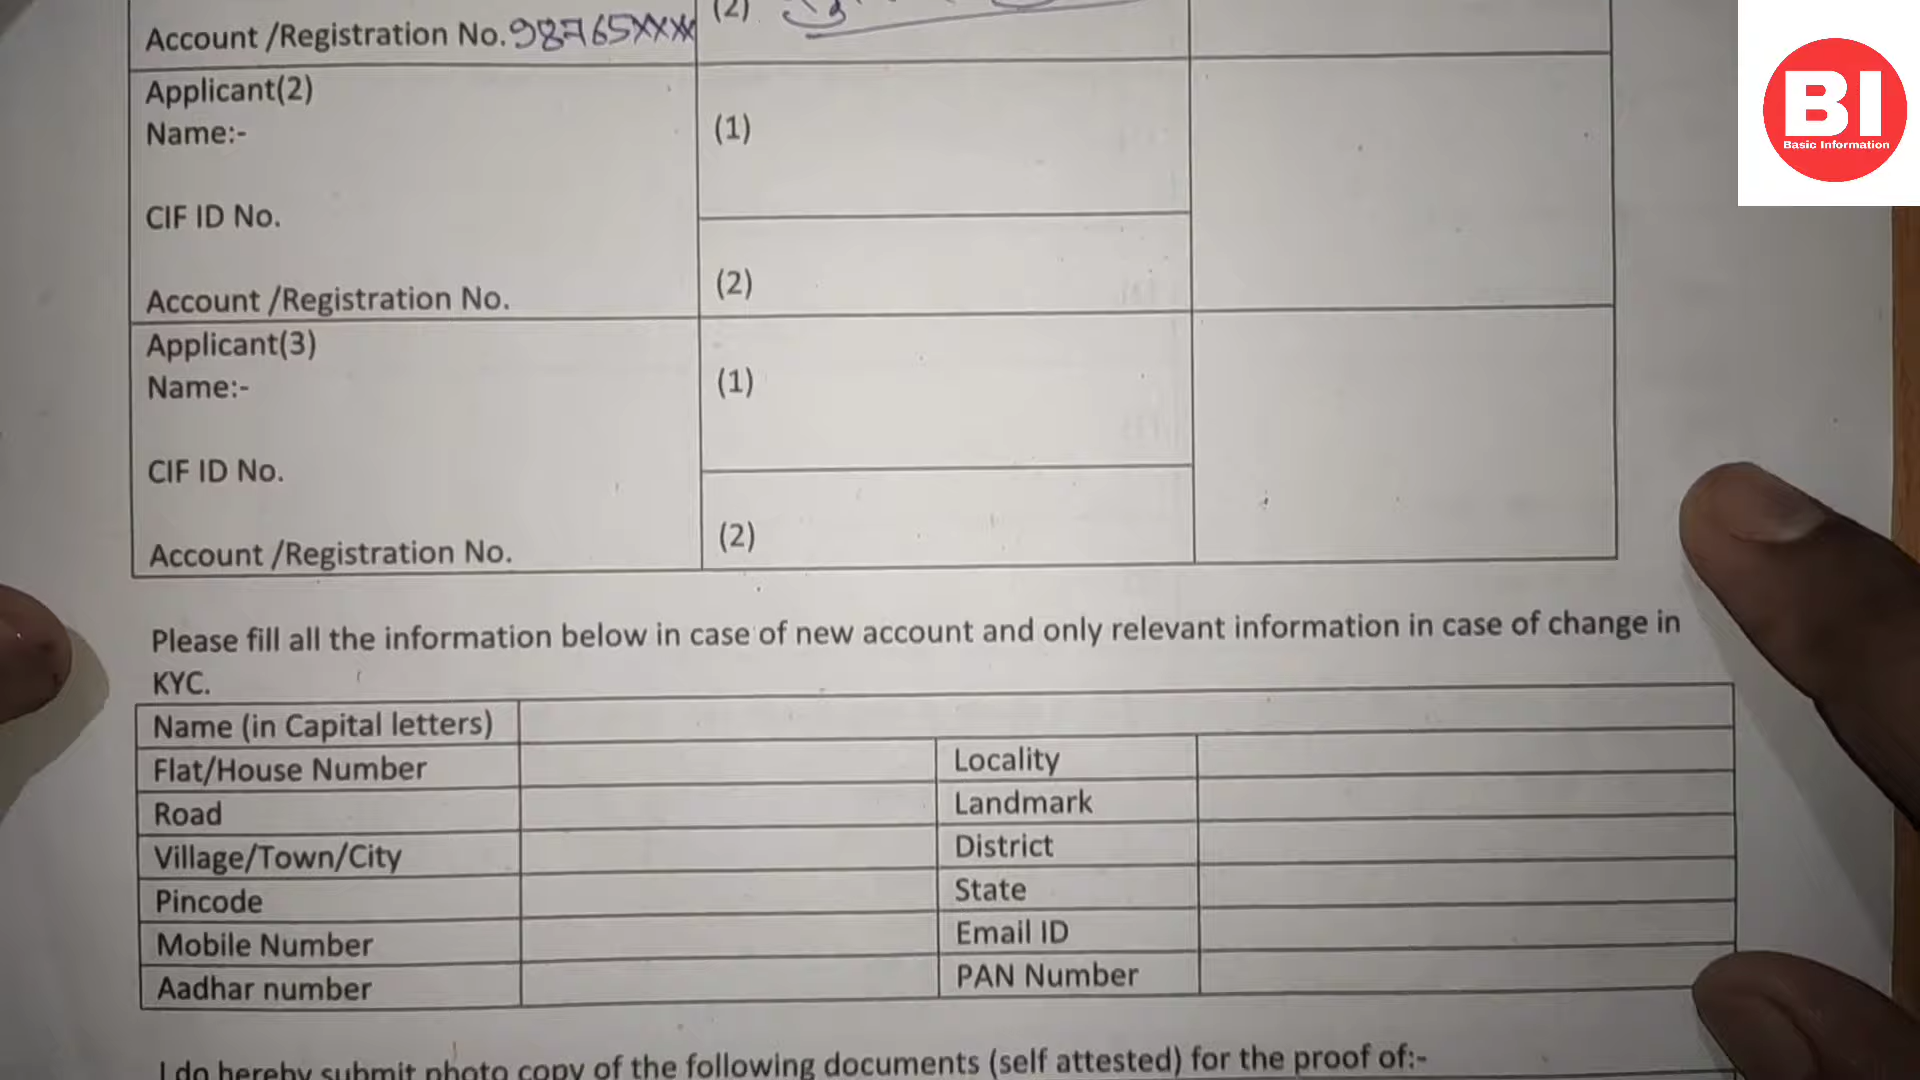 Account /Registration No. 98765XXXX
(2)
Applicant(2)
Name:-
(1)
CIF ID No.
(2)
Account /Registration No.
Applicant(3)
Name:-
(1)
CIF ID No.
(2)
Account /Registration No.
Please fill all the information below in case of new account and only relevant information in case of change in
KYC.
Name (in Capital letters)
Flat/House Number Locality
Road Landmark
Village/Town/City District
Pincode State
Mobile Number Email ID
Aadhar number PAN Number
I do hereby submit photo copy of the following documents (self attested) for the proof of:-
BI
Basic Information